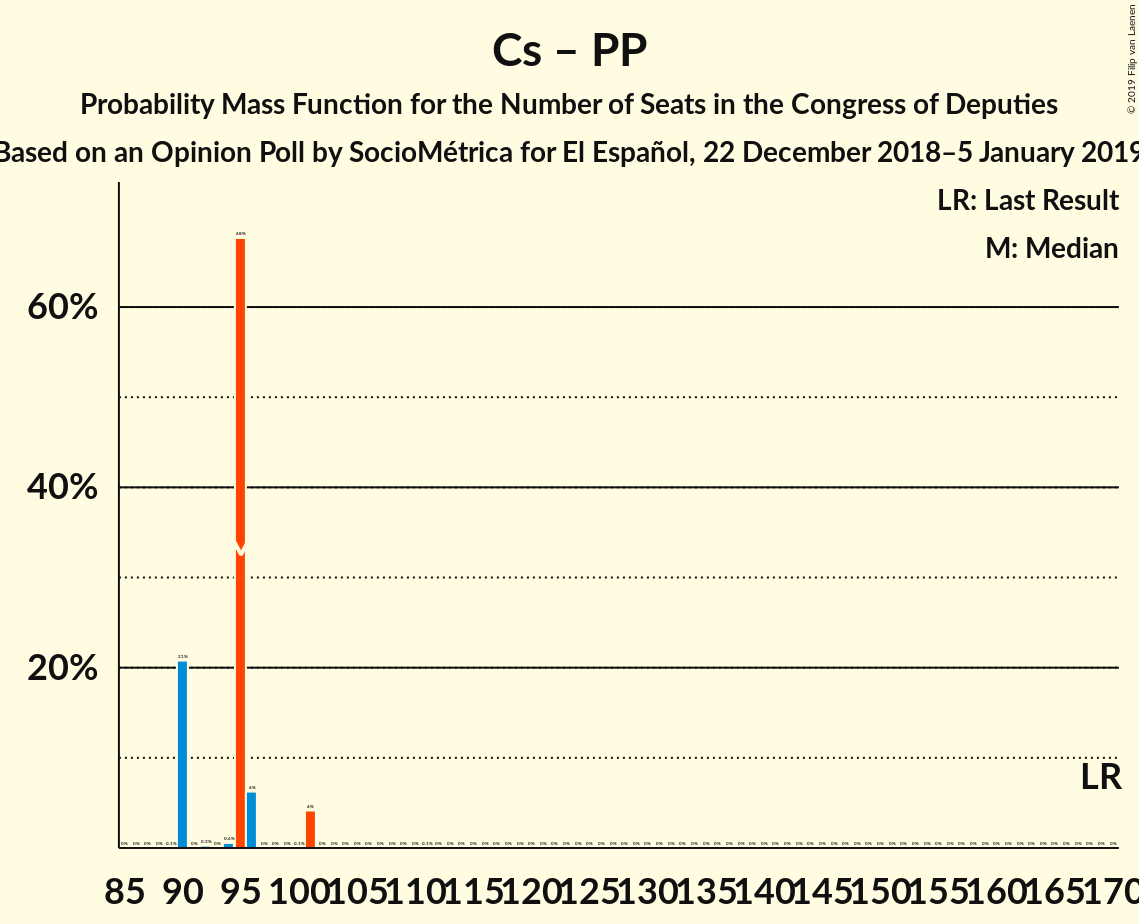 Cs – PP
Probability Mass Function for the Number of Seats in the Congress of Deputies
Based on an Opinion Poll by SocioMétrica for El Español, 22 December 2018–5 January 2019
© 2019 Filip van Laenen
LR: Last Result
M: Median
60%
40%
20%
68%
21%
6%
4%
M
LR
85 90 95 100 105 110 115 120 125 130 135 140 145 150 155 160 165 170